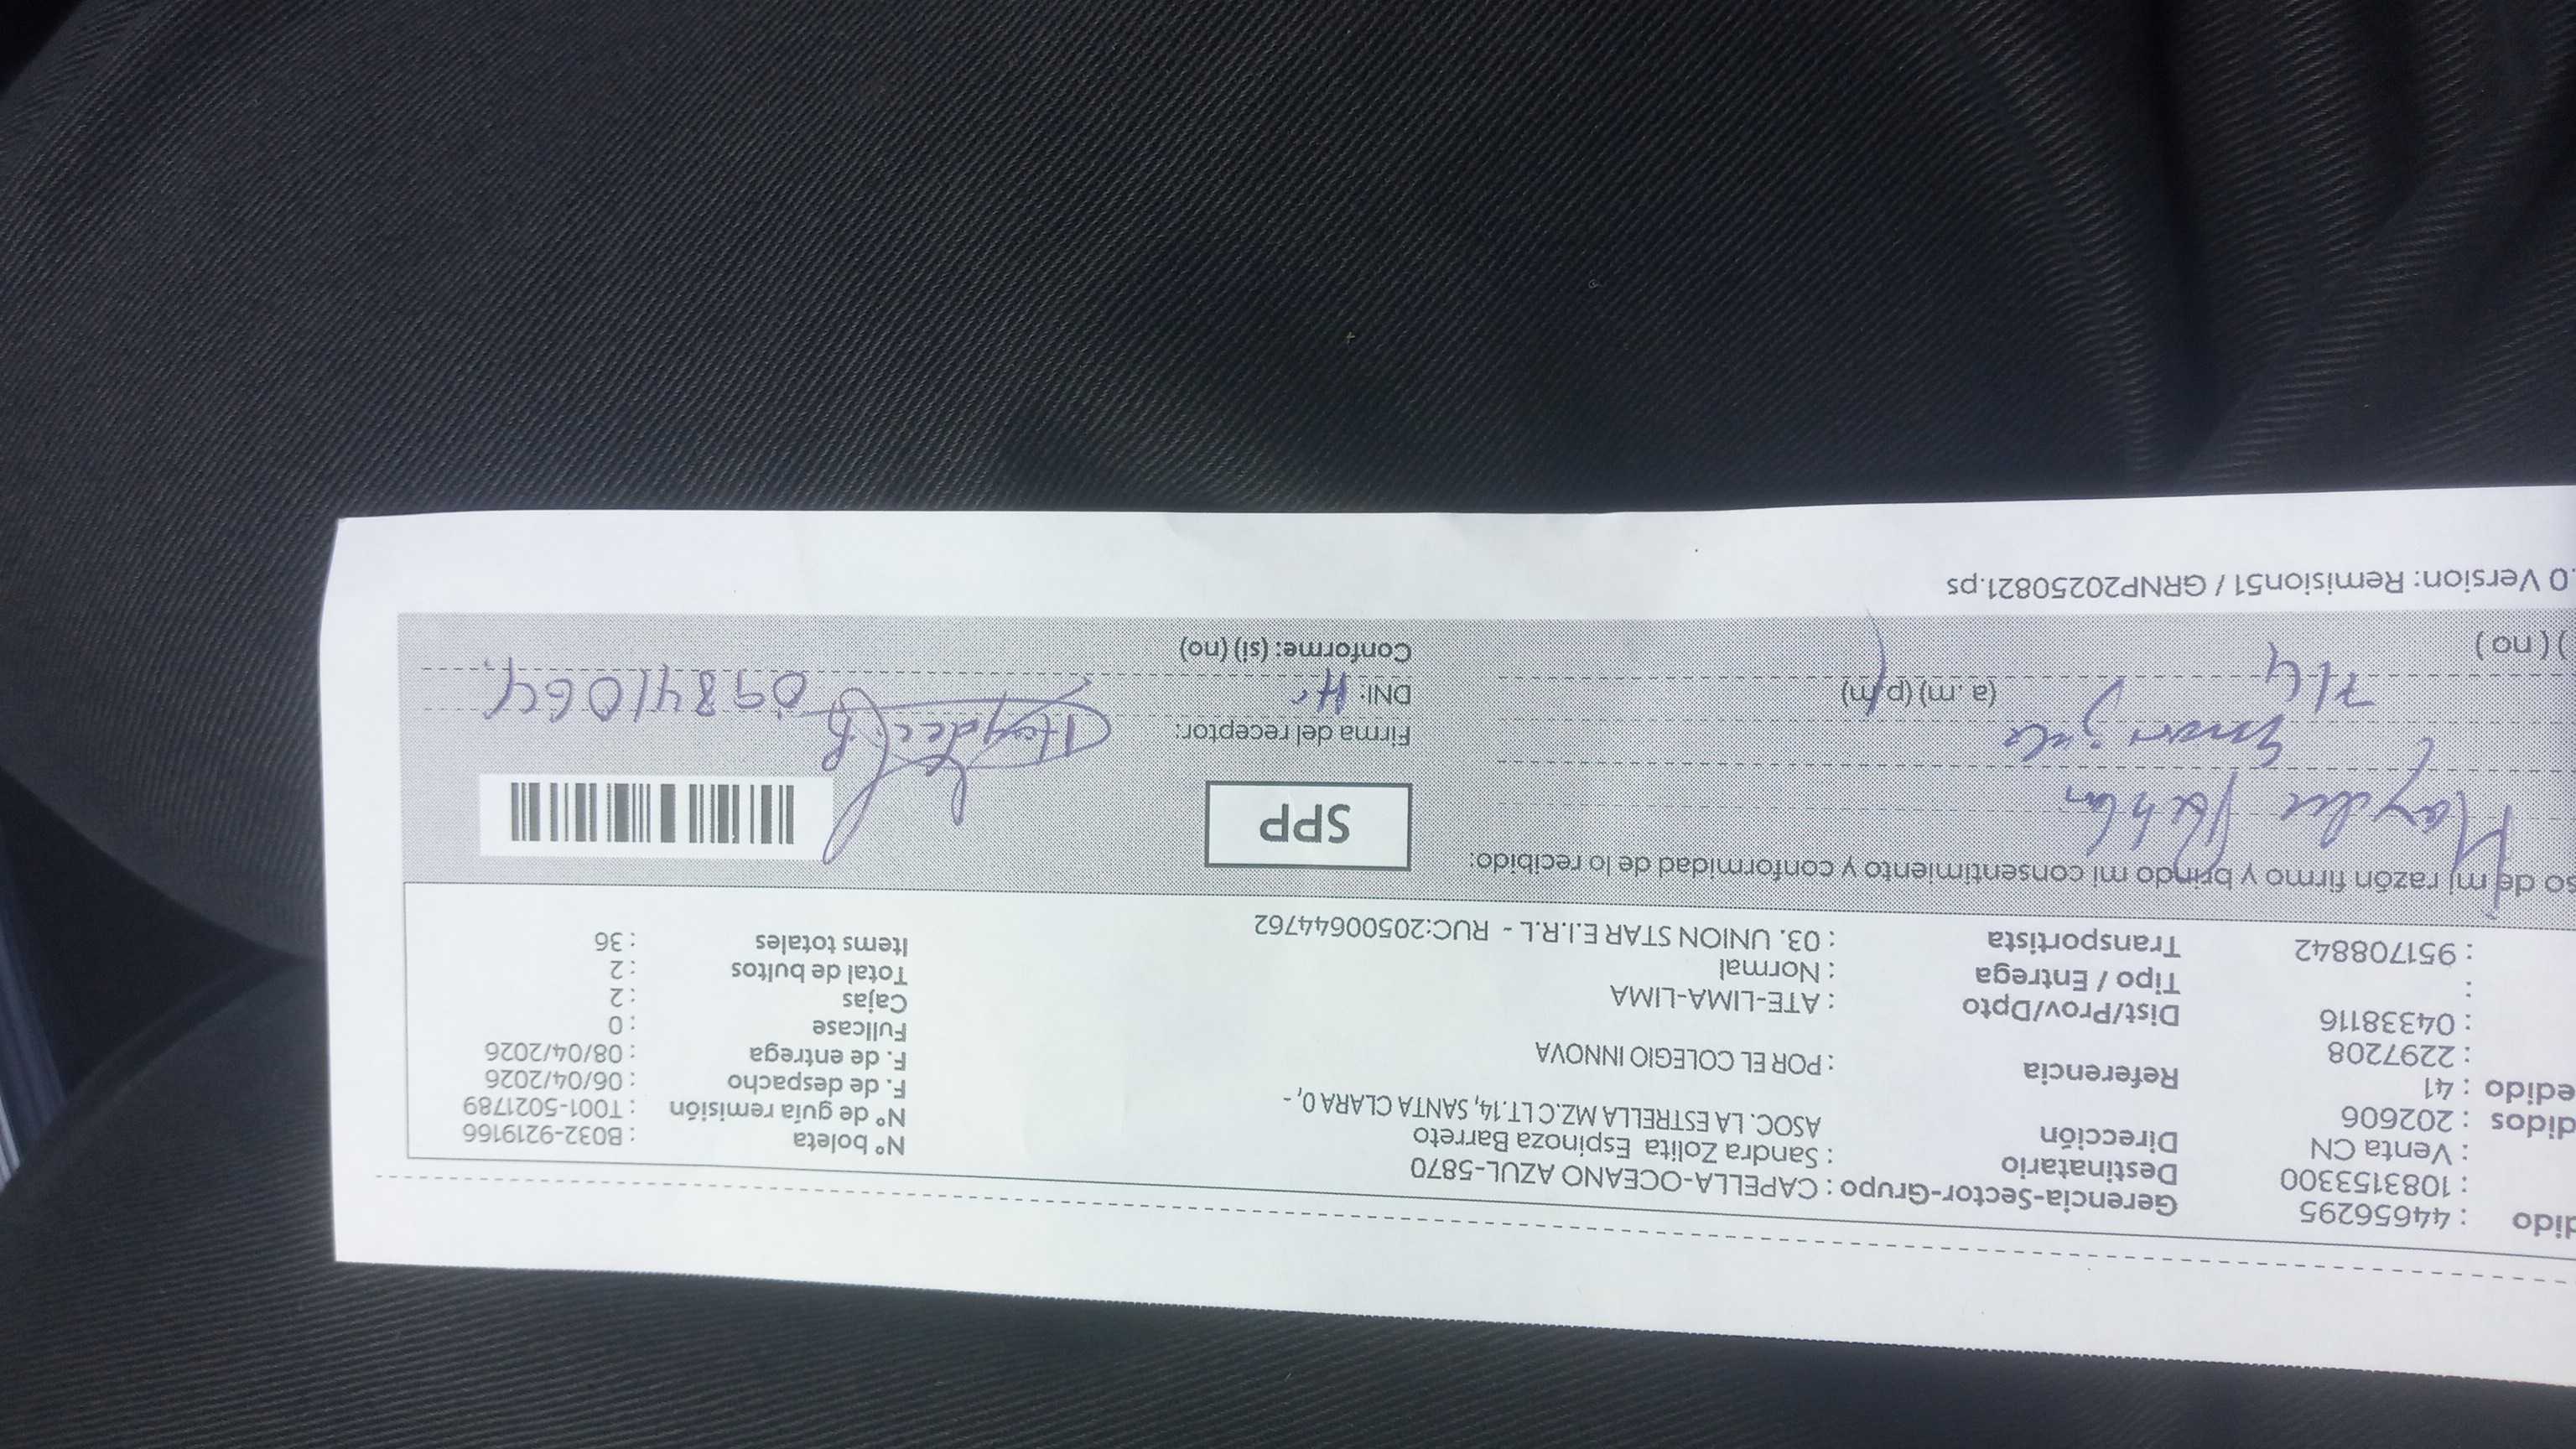 dido : 44656295 Gerencia-Sector-Grupo : CAPELLA-OCEANO AZUL-5870
: 1083153300 Destinatario : Sandra Zolita Espinoza Barreto
: Venta CN Dirección ASOC. LA ESTRELLA MZ.C LT.14, SANTA CLARA 0, -
didos : 202606
edido : 41 Referencia : POR EL COLEGIO INNOVA
: 2297208
: 04338116 Dist/Prov/Dpto : ATE-LIMA-LIMA
: Tipo / Entrega : Normal
: 951708842 Transportista : 03. UNION STAR E.I.R.L - RUC:20500644762
N° boleta : B032-9219166
N° de guía remisión : T001-5021789
F. de despacho : 06/04/2026
F. de entrega : 08/04/2026
Fullcase : 0
Cajas : 2
Total de bultos : 2
Items totales : 36
so de mi razón firmo y brindo mi consentimiento y conformidad de lo recibido:
Haydee
SPP
7/4
(a. m) (p/m)
Firma del receptor: Haydee
DNI: 09841064
) ( no )
Conforme: (si) (no)
.0 Version: Remision51 / GRNP20250821.ps